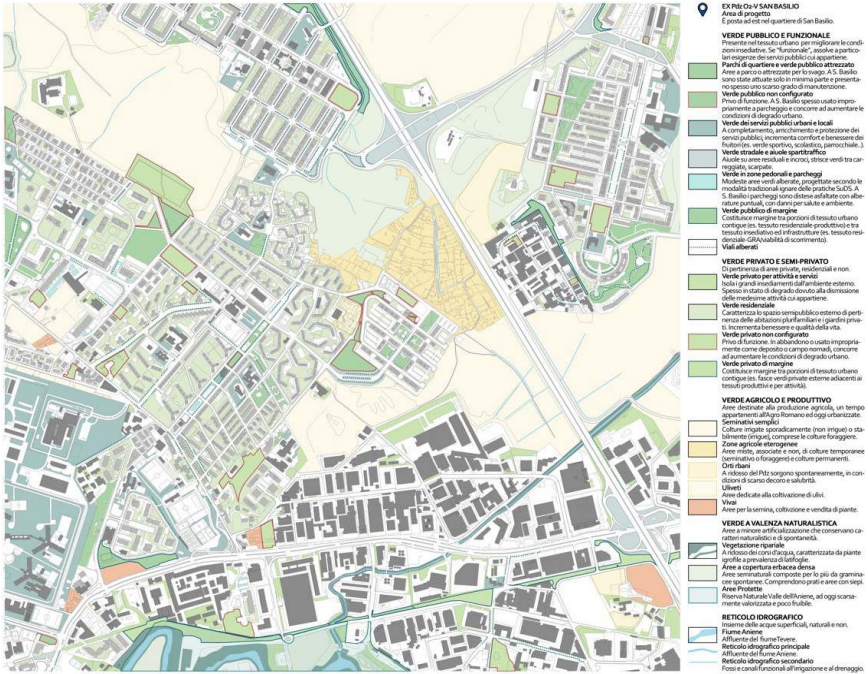 EX Pdz O2-V SAN BASILIO
Area di progetto
È posta ad est nel quartiere di San Basilio.
VERDE PUBBLICO E FUNZIONALE
Presente nel tessuto urbano per migliorare le condi-
zioni insediative. Se "funzionale", assolve a partico-
lari esigenze dei servizi pubblici cui appartiene.
Parchi di quartiere e verde pubblico attrezzato
Aree a parco o attrezzate per lo svago. A S. Basilio
sono state attuate solo in minima parte e presenta-
no spesso uno scarso grado di manutenzione.
Verde pubblico non configurato
Privo di funzione. A S. Basilio spesso usato impro-
priamente a parcheggio e concorre ad aumentare le
condizioni di degrado urbano.
Verde dei servizi pubblici urbani e locali
A completamento, arricchimento e protezione dei
servizi pubblici; incrementa comfort e benessere dei
fruitori (es. verde sportivo, scolastico, parrocchiale..).
Verde stradale e aiuole spartitraffico
Aiuole su aree residuali e incroci, strisce verdi tra car-
reggiate, scarpate.
Verde in zone pedonali e parcheggi
Modeste aree verdi alberate, progettate secondo le
modalità tradizionali ignare delle pratiche SuDS. A
S. Basilio i parcheggi sono distese asfaltate con albe-
rature puntuali, con danni per salute e ambiente.
Verde pubblico di margine
Costituisce margine tra porzioni di tessuto urbano
contigue (es. tessuto residenziale-produttivo) e tra
tessuto insediativo ed infrastrutture (es. tessuto resi-
denziale-GRA/viabilità di scorrimento).
Viali alberati
VERDE PRIVATO E SEMI-PRIVATO
Di pertinenza di aree private, residenziali e non.
Verde privato per attività e servizi
Isola i grandi insediamenti dall'ambiente esterno.
Spesso in stato di degrado dovuto alla dismissione
delle medesime attività cui appartiene.
Verde residenziale
Caratterizza lo spazio semipubblico esterno di perti-
nenza delle abitazioni plurifamiliari e i giardini priva-
ti. Incrementa benessere e qualità della vita.
Verde privato non configurato
Privo di funzione. In abbandono o usato impropria-
mente come deposito o campo nomadi, concorre
ad aumentare le condizioni di degrado urbano.
Verde privato di margine
Costituisce margine tra porzioni di tessuto urbano
contigue (es. fasce verdi private esterne adiacenti ai
tessuti produttivi e per attività).
VERDE AGRICOLO E PRODUTTIVO
Aree destinate alla produzione agricola, un tempo
appartenenti all'Agro Romano ed oggi urbanizzate.
Seminativi semplici
Colture irrigate sporadicamente (non irrigue) o sta-
bilmente (irrigue), comprese le colture foraggere.
Zone agricole eterogenee
Aree miste, associate e non, di colture temporanee
(seminativo o foraggere) e colture permanenti.
Orti rbani
A ridosso del Pdz sorgono spontaneamente, in con-
dizioni di scarso decoro e salubrità.
Uliveti
Aree dedicate alla coltivazione di ulivi.
Vivai
Aree per la semina, coltivzione e vendita di piante.
VERDE A VALENZA NATURALISTICA
Aree a minore artificializzazione che conservano ca-
ratteri naturalistici e di spontaneità.
Vegetazione ripariale
A ridosso dei corsi d'acqua, caratterizzata da piante
igrofile a prevalenza di latifoglie.
Aree a copertura erbacea densa
Aree seminaturali composte per lo più da gramina-
cee spontanee. Comprendono prati e aree con siepi.
Aree Protette
Riserva Naturale Valle dell'Aniene, ad oggi scarsa-
mente valorizzata e poco fruibile.
RETICOLO IDROGRAFICO
Insieme delle acque superficiali, naturali e non.
Fiume Aniene
Affluente del fiume Tevere.
Reticolo idrografico principale
Affluente del fiume Aniene.
Reticolo idrografico secondario
Fossi e canali funzionali all'irrigazione e al drenaggio.